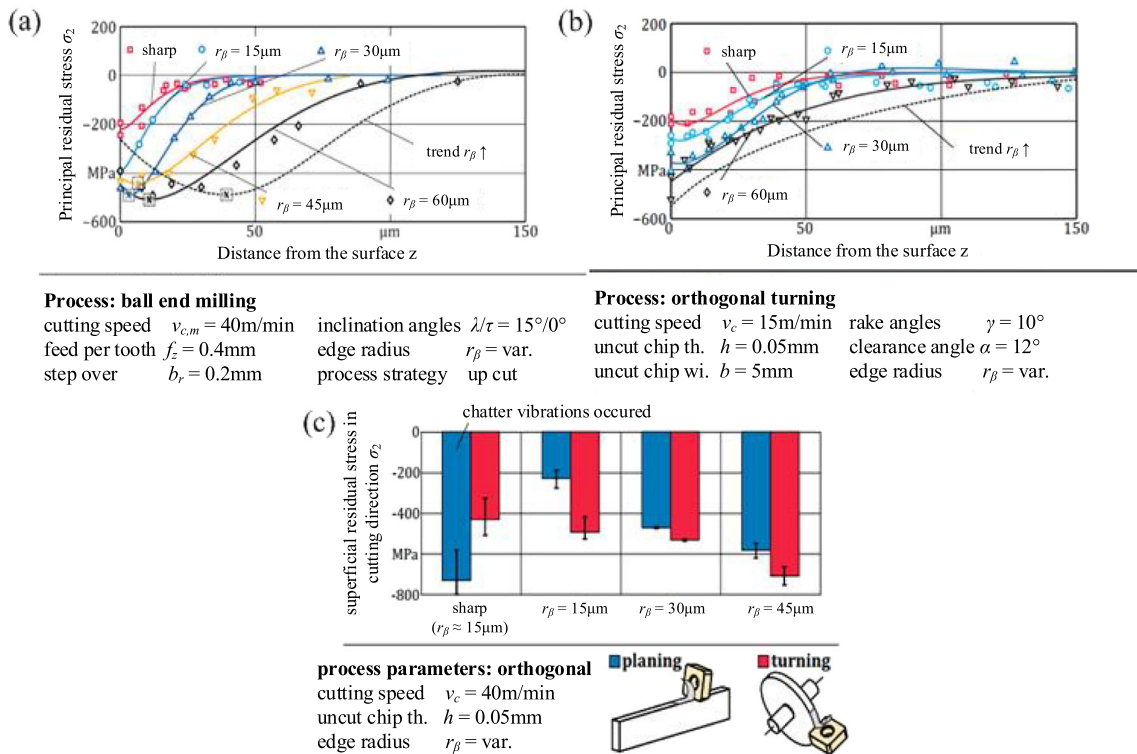 (a)
Principal residual stress σ2
200
0
−200
MPa
−600
sharp
rβ = 15μm
rβ = 30μm
trend rβ ↑
rβ = 45μm
rβ = 60μm
x
x
x
x
0
50
μm
150
Distance from the surface z
Process: ball end milling
cutting speed vc,m = 40m/min inclination angles λ/τ = 15°/0°
feed per tooth fz = 0.4mm edge radius rβ = var.
step over br = 0.2mm process strategy up cut
(b)
Principal residual stress σ2
200
0
−200
MPa
−600
sharp
rβ = 15μm
rβ = 30μm
trend rβ ↑
rβ = 60μm
0
50
μm
150
Distance from the surface z
Process: orthogonal turning
cutting speed vc = 15m/min rake angles γ = 10°
uncut chip th. h = 0.05mm clearance angle α = 12°
uncut chip wi. b = 5mm edge radius rβ = var.
(c)
chatter vibrations occured
superficial residual stress in
cutting direction σ2
0
-200
-400
MPa
-800
sharp
(rβ ≈ 15μm)
rβ = 15μm
rβ = 30μm
rβ = 45μm
process parameters: orthogonal
cutting speed vc = 40m/min
uncut chip th. h = 0.05mm
edge radius rβ = var.
planing
turning